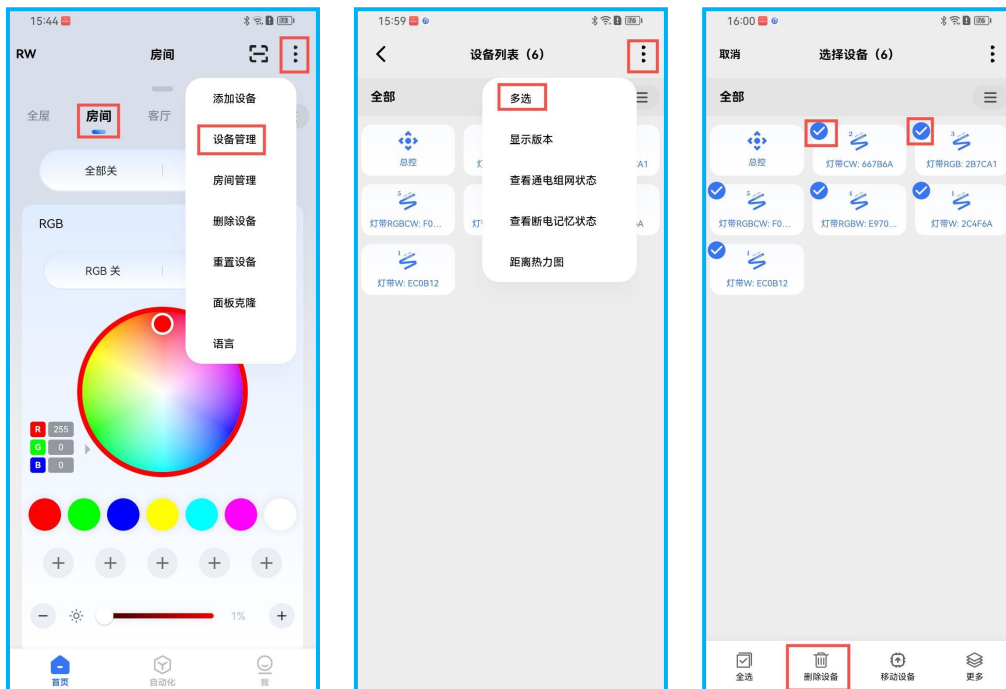 15:44
RW
房间
添加设备
全屋
房间
客厅
设备管理
全部关
房间管理
RGB
删除设备
RGB 关
重置设备
面板克隆
语言
R 255
G 0
B 0
1%
首页
自动化
我
15:59
设备列表（6）
全部
多选
显示版本
总控
灯
A1
查看通电组网状态
查看断电记忆状态
灯带RGBCW: F0...
灯带
A
距离热力图
灯带W: EC0B12
16:00
取消
选择设备（6）
全部
总控
灯带CW: 667B6A
灯带RGB: 2B7CA1
灯带RGBCW: F0...
灯带RGBW: E970...
灯带W: 2C4F6A
灯带W: EC0B12
全选
删除设备
移动设备
更多